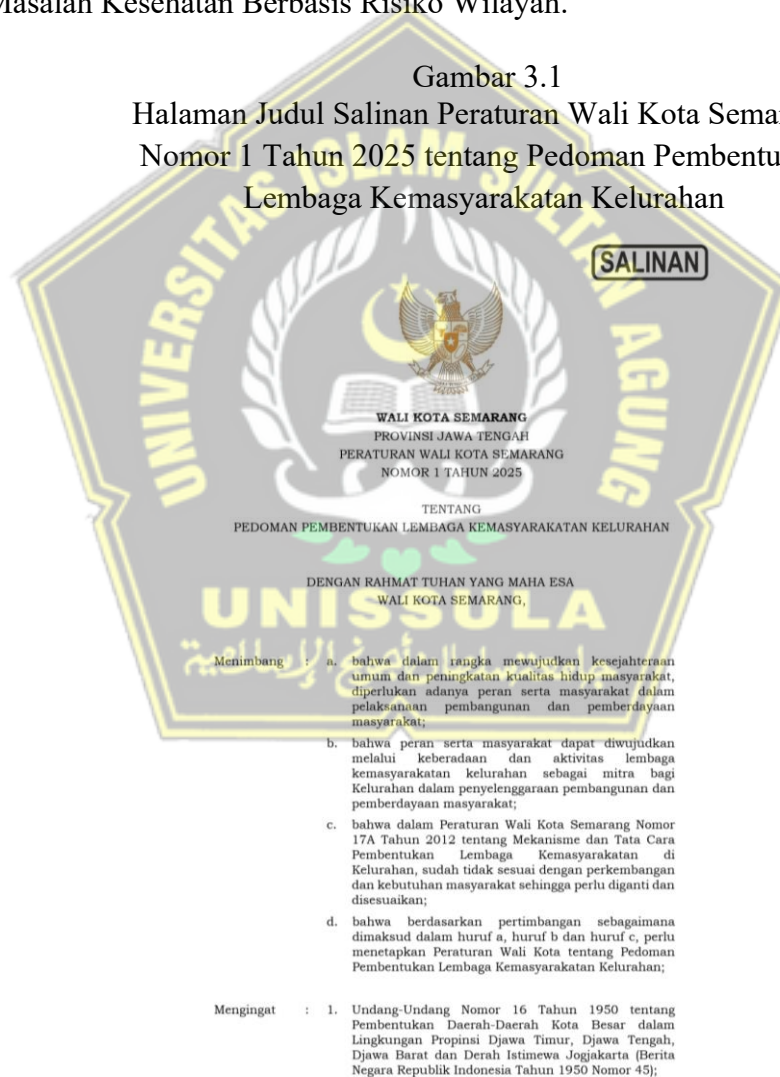 Masalah Kesehatan Berbasis Risiko Wilayah.
Gambar 3.1
Halaman Judul Salinan Peraturan Wali Kota Sema
Nomor 1 Tahun 2025 tentang Pedoman Pembentu
Lembaga Kemasyarakatan Kelurahan
SALINAN
UNIVERSITAS ISLAM SULTAN AGUNG
WALI KOTA SEMARANG
PROVINSI JAWA TENGAH
PERATURAN WALI KOTA SEMARANG
NOMOR 1 TAHUN 2025
TENTANG
PEDOMAN PEMBENTUKAN LEMBAGA KEMASYARAKATAN KELURAHAN
DENGAN RAHMAT TUHAN YANG MAHA ESA
WALI KOTA SEMARANG,
UNISSULA
Menimbang : a. bahwa dalam rangka mewujudkan kesejahteraan
umum dan peningkatan kualitas hidup masyarakat,
diperlukan adanya peran serta masyarakat dalam
pelaksanaan pembangunan dan pemberdayaan
masyarakat;
b. bahwa peran serta masyarakat dapat diwujudkan
melalui keberadaan dan aktivitas lembaga
kemasyarakatan kelurahan sebagai mitra bagi
Kelurahan dalam penyelenggaraan pembangunan dan
pemberdayaan masyarakat;
c. bahwa dalam Peraturan Wali Kota Semarang Nomor
17A Tahun 2012 tentang Mekanisme dan Tata Cara
Pembentukan Lembaga Kemasyarakatan di
Kelurahan, sudah tidak sesuai dengan perkembangan
dan kebutuhan masyarakat sehingga perlu diganti dan
disesuaikan;
d. bahwa berdasarkan pertimbangan sebagaimana
dimaksud dalam huruf a, huruf b dan huruf c, perlu
menetapkan Peraturan Wali Kota tentang Pedoman
Pembentukan Lembaga Kemasyarakatan Kelurahan;
Mengingat : 1. Undang-Undang Nomor 16 Tahun 1950 tentang
Pembentukan Daerah-Daerah Kota Besar dalam
Lingkungan Propinsi Djawa Timur, Djawa Tengah,
Djawa Barat dan Derah Istimewa Jogjakarta (Berita
Negara Republik Indonesia Tahun 1950 Nomor 45);